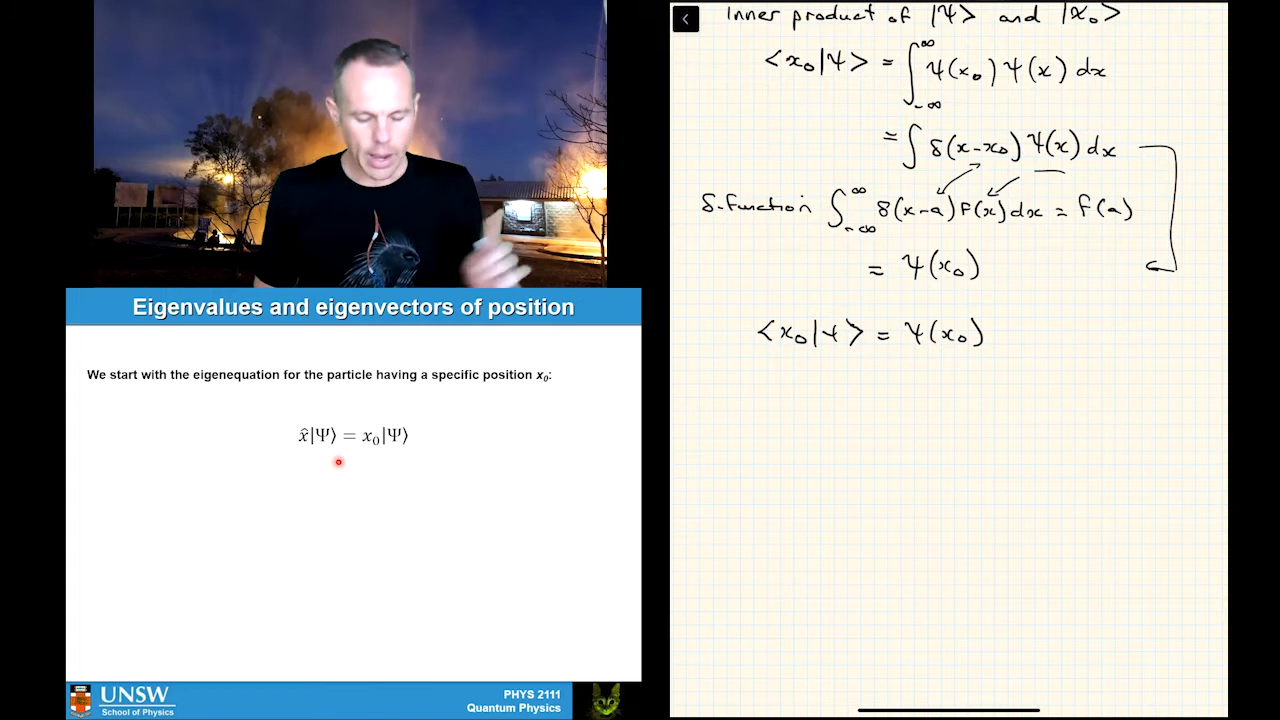 Eigenvalues and eigenvectors of position
We start with the eigenequation for the particle having a specific position x₀:
x̂|Ψ⟩ = x₀|Ψ⟩
UNSW
School of Physics
PHYS 2111
Quantum Physics
Inner product of |Ψ⟩ and |x₀⟩
⟨x₀|Ψ⟩ = ∫_{-∞}^{∞} Ψ(x₀) Ψ(x) dx
= ∫ δ(x-x₀) Ψ(x) dx
δ-function ∫_{-∞}^{∞} δ(x-a) f(x) dx = f(a)
= Ψ(x₀)
⟨x₀|Ψ⟩ = Ψ(x₀)